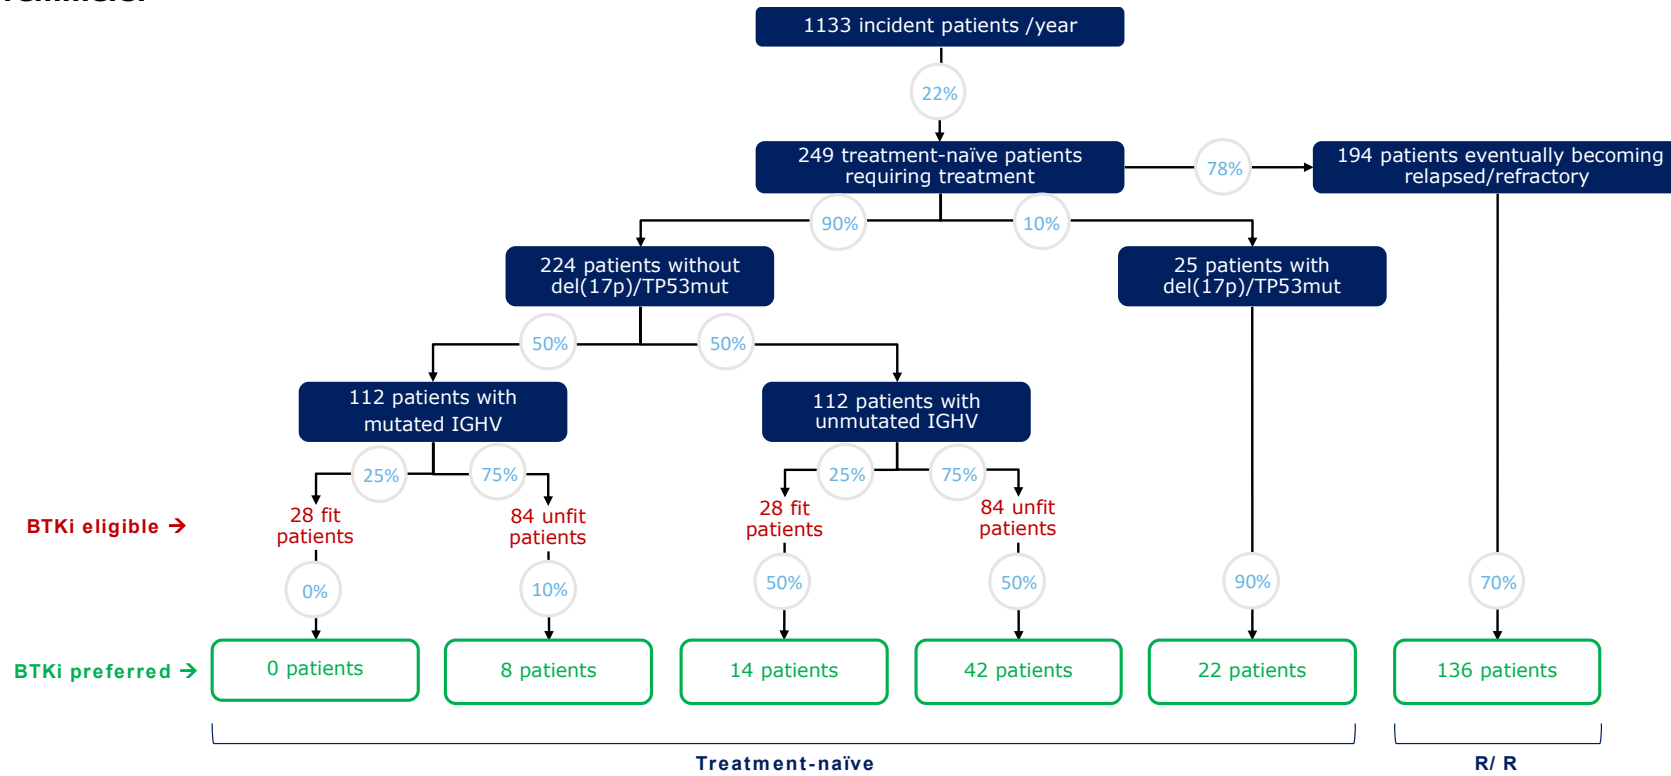 1133 incident patients /year
22%
249 treatment-naïve patients
requiring treatment
78%
194 patients eventually becoming
relapsed/refractory
90%
10%
224 patients without
del(17p)/TP53mut
25 patients with
del(17p)/TP53mut
50%
50%
112 patients with
mutated IGHV
112 patients with
unmutated IGHV
25%
75%
25%
75%
BTKi eligible →
28 fit
patients
84 unfit
patients
28 fit
patients
84 unfit
patients
0%
10%
50%
50%
90%
70%
BTKi preferred →
0 patients
8 patients
14 patients
42 patients
22 patients
136 patients
Treatment-naïve
R/ R